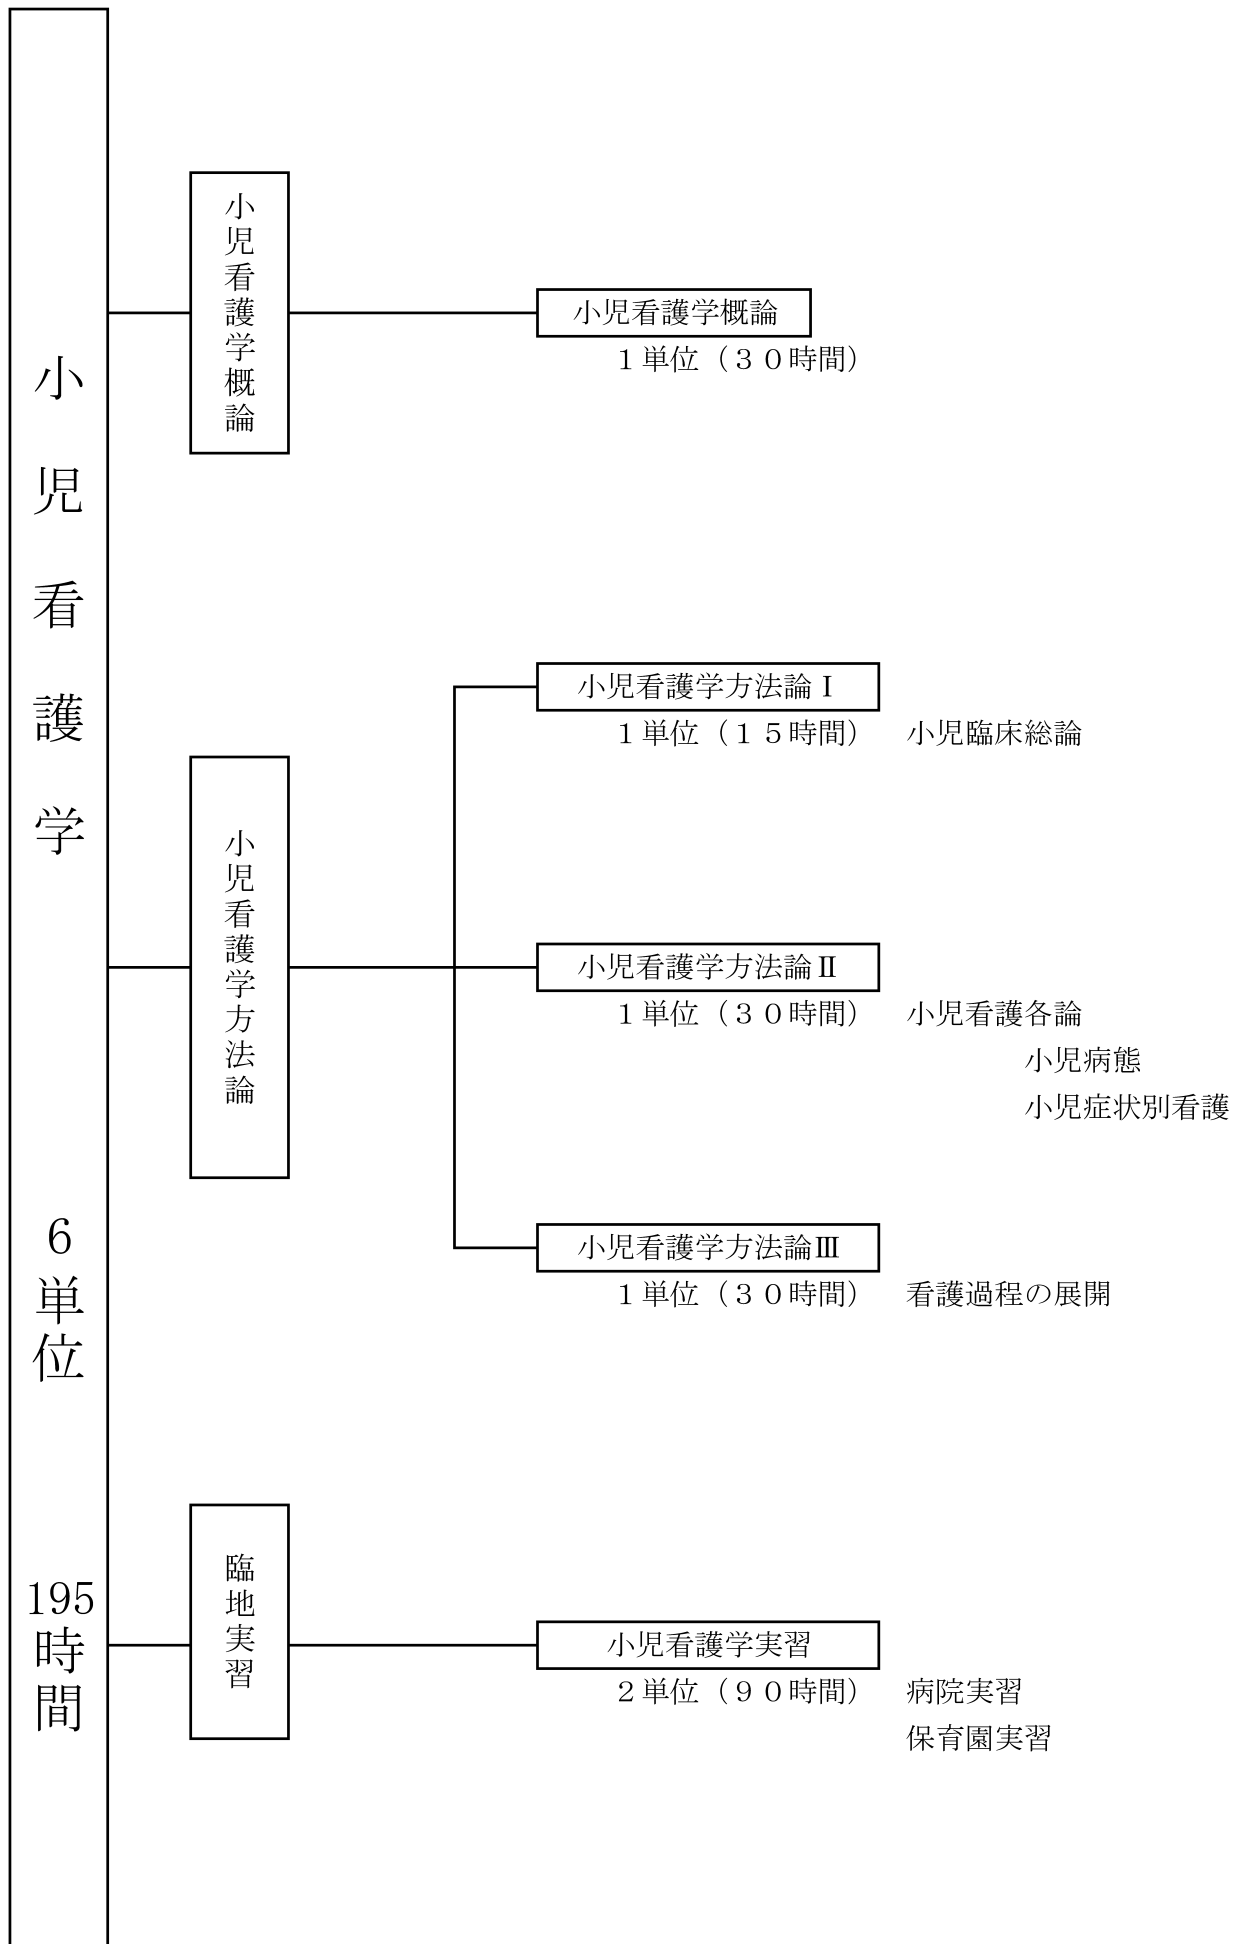 小児看護学
6単位
195時間
小児看護学概論
小児看護学概論
１単位（３０時間）
小児看護学方法論
小児看護学方法論Ⅰ
１単位（１５時間）　小児臨床総論
小児看護学方法論Ⅱ
１単位（３０時間）　小児看護各論
小児病態
小児症状別看護
小児看護学方法論Ⅲ
１単位（３０時間）　看護過程の展開
臨地実習
小児看護学実習
２単位（９０時間）　病院実習
保育園実習